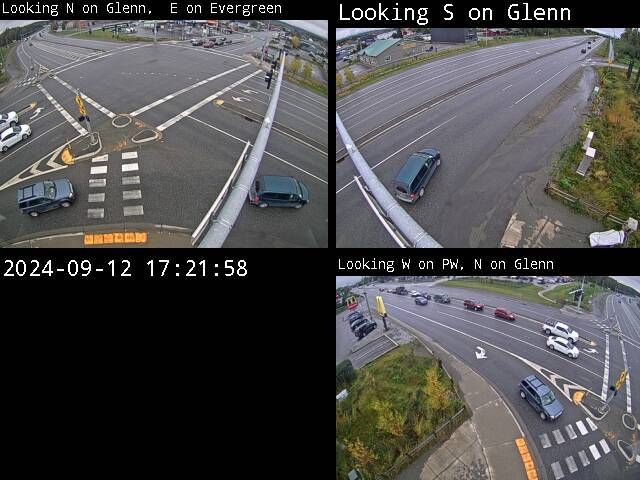 Looking N on Glenn, E on Evergreen
Looking S on Glenn
2024-09-12 17:21:58
Looking W on PW, N on Glenn